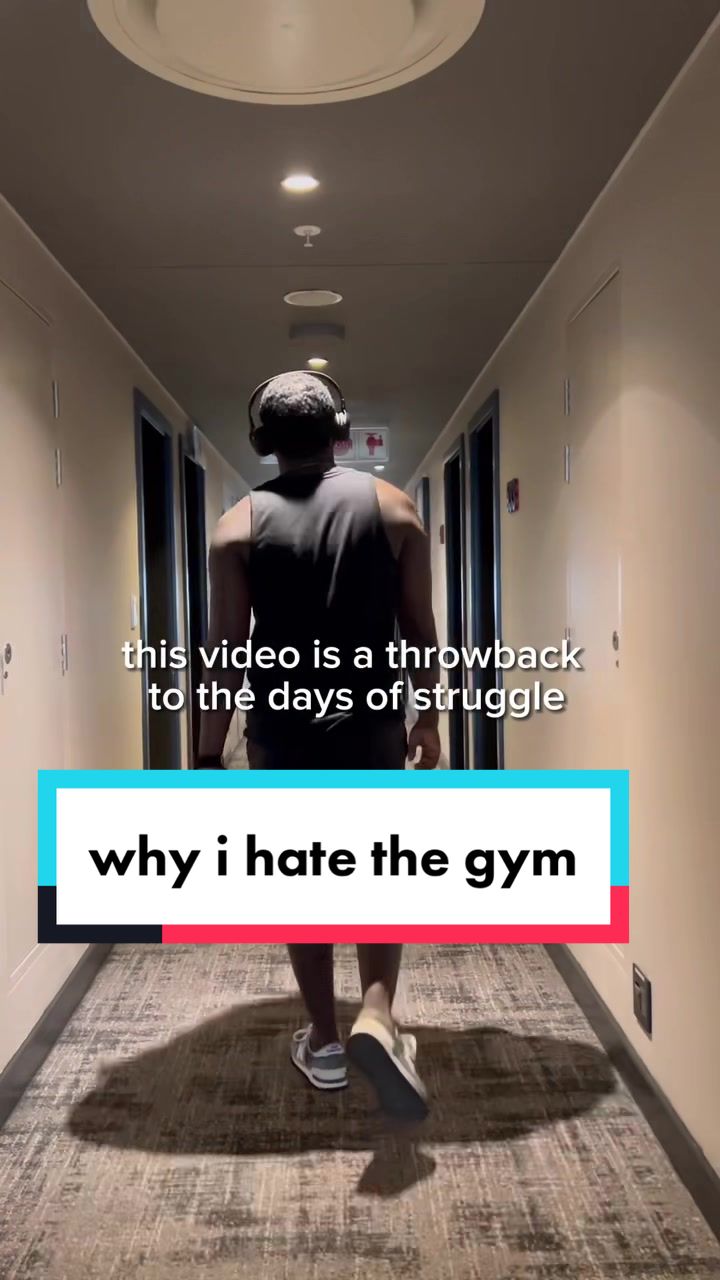 this video is a throwback
to the days of struggle
why i hate the gym